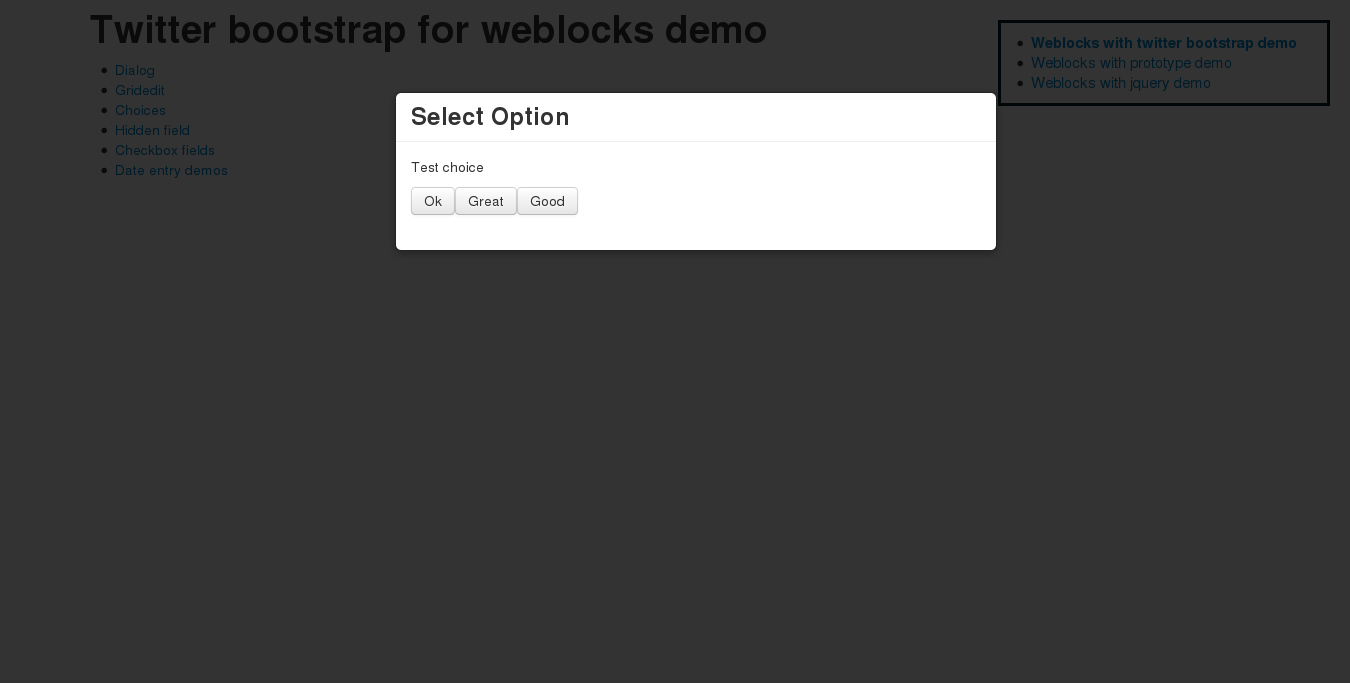 Twitter bootstrap for weblocks demo
Dialog
Gridedit
Choices
Hidden field
Checkbox fields
Date entry demos
Weblocks with twitter bootstrap demo
Weblocks with prototype demo
Weblocks with jquery demo
Select Option
Test choice
Ok Great Good